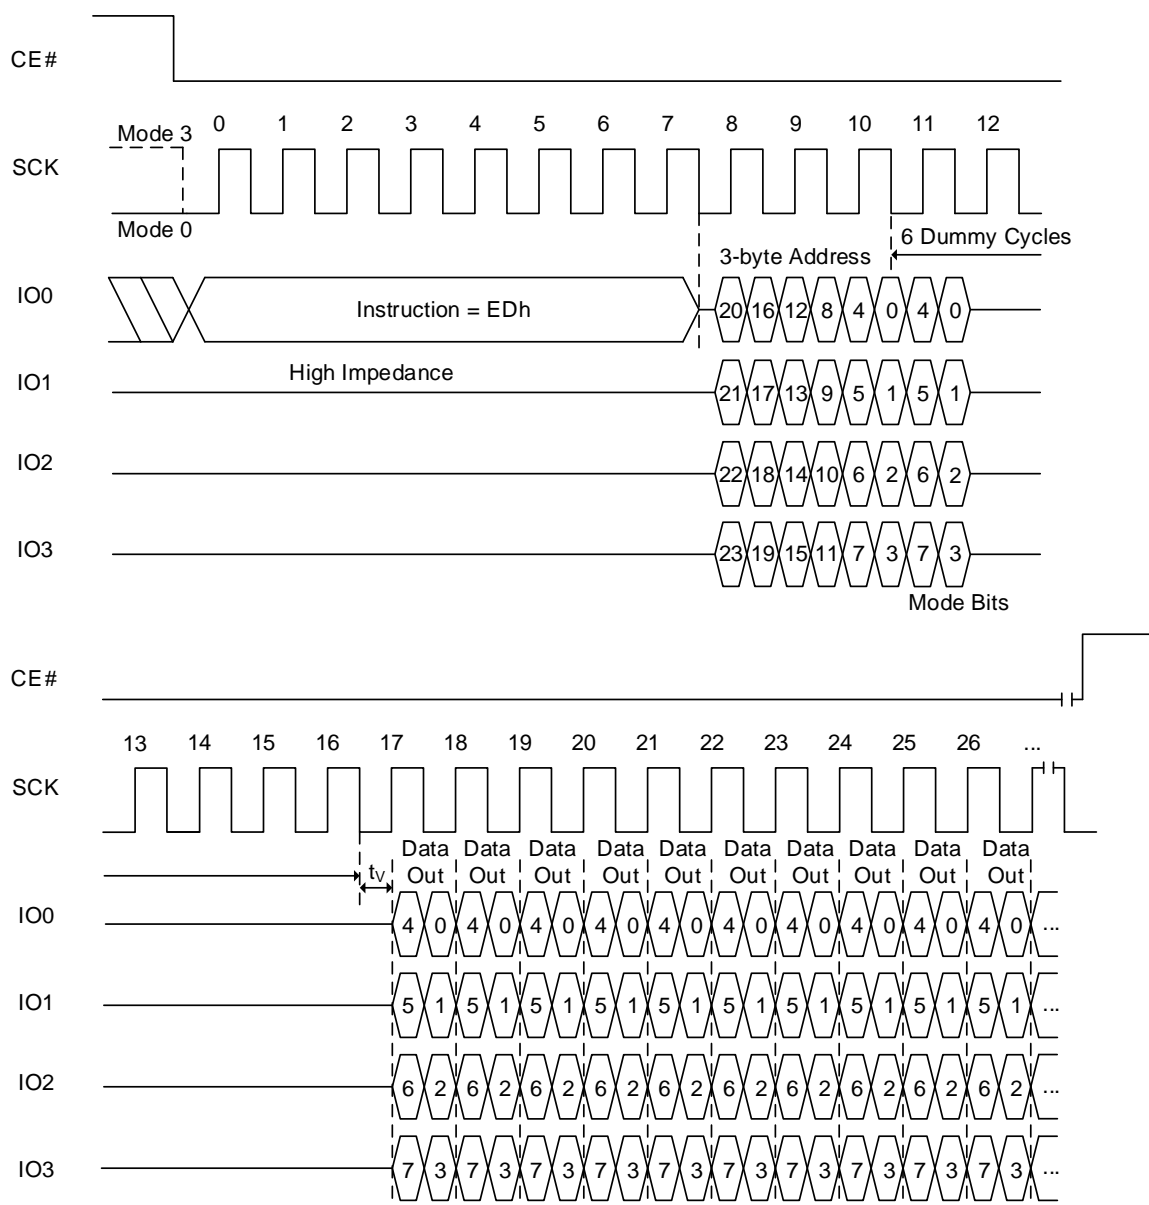 CE#
0 1 2 3 4 5 6 7 8 9 10 11 12
Mode 3
SCK
Mode 0
6 Dummy Cycles
3-byte Address
IO0
Instruction = EDh
20 16 12 8 4 0 4 0
High Impedance
IO1
21 17 13 9 5 1 5 1
IO2
22 18 14 10 6 2 6 2
IO3
23 19 15 11 7 3 7 3
Mode Bits
CE#
13 14 15 16 17 18 19 20 21 22 23 24 25 26 ...
SCK
Data Data Data Data Data Data Data Data Data Data
tV Out Out Out Out Out Out Out Out Out Out
IO0
4 0 4 0 4 0 4 0 4 0 4 0 4 0 4 0 4 0 4 0 ...
IO1
5 1 5 1 5 1 5 1 5 1 5 1 5 1 5 1 5 1 5 1 ...
IO2
6 2 6 2 6 2 6 2 6 2 6 2 6 2 6 2 6 2 6 2 ...
IO3
7 3 7 3 7 3 7 3 7 3 7 3 7 3 7 3 7 3 7 3 ...